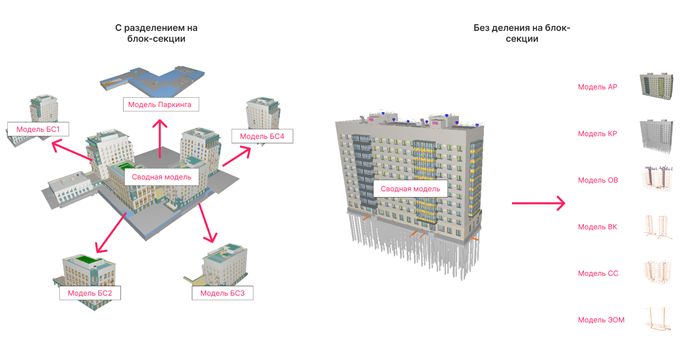 С разделением на
блок-секции
Модель Паркинга
Модель БС1
Модель БС4
Сводная модель
Модель БС2
Модель БС3
Без деления на блок-
секции
Сводная модель
Модель АР
Модель КР
Модель ОВ
Модель ВК
Модель СС
Модель ЭОМ